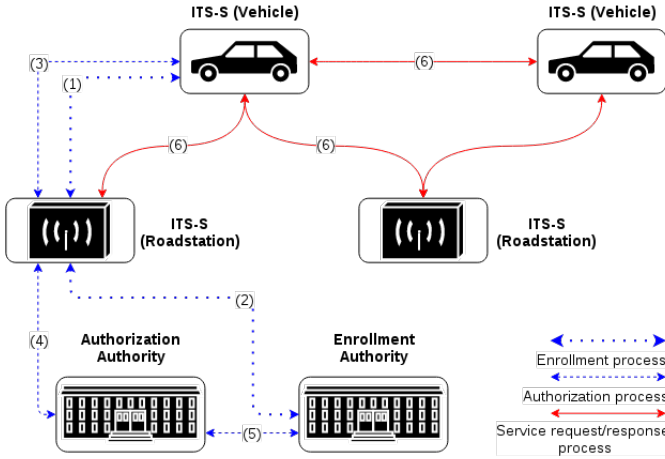 ITS-S (Vehicle)
ITS-S (Vehicle)
(3)
(1)
(6)
(6)
(6)
ITS-S
(Roadstation)
ITS-S
(Roadstation)
(2)
(4)
Authorization
Authority
Enrollment
Authority
(5)
Enrollment process
Authorization process
Service request/response
process